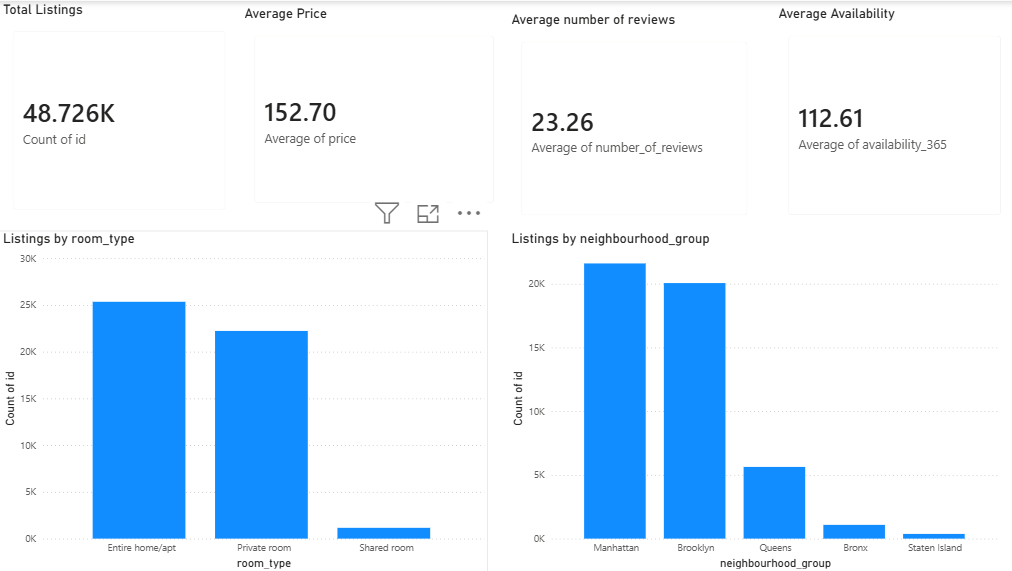 Total Listings
48.726K
Count of id
Average Price
152.70
Average of price
Average number of reviews
23.26
Average of number_of_reviews
Average Availability
112.61
Average of availability_365
Listings by room_type
Count of id
30K
25K
20K
15K
10K
5K
0K
Entire home/apt
Private room
Shared room
room_type
Listings by neighbourhood_group
Count of id
20K
15K
10K
5K
0K
Manhattan
Brooklyn
Queens
Bronx
Staten Island
neighbourhood_group